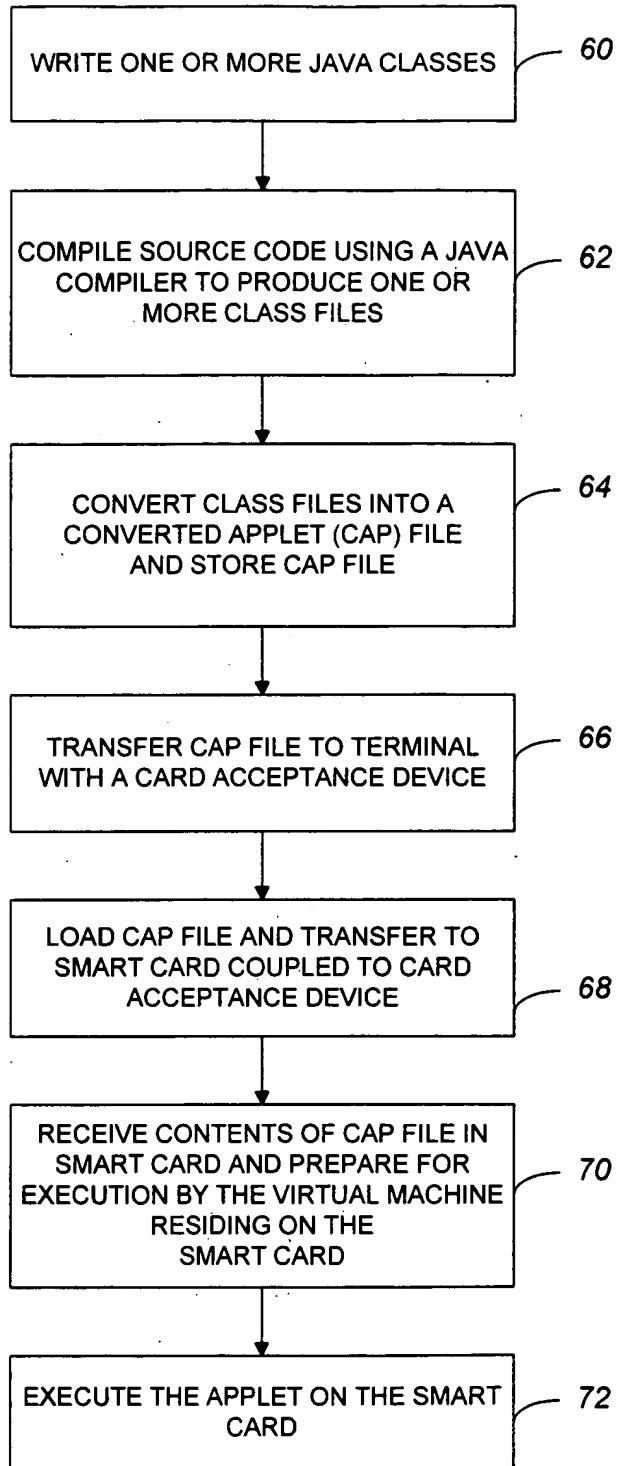 WRITE ONE OR MORE JAVA CLASSES
60
COMPILE SOURCE CODE USING A JAVA
COMPILER TO PRODUCE ONE OR
MORE CLASS FILES
62
CONVERT CLASS FILES INTO A
CONVERTED APPLET (CAP) FILE
AND STORE CAP FILE
64
TRANSFER CAP FILE TO TERMINAL
WITH A CARD ACCEPTANCE DEVICE
66
LOAD CAP FILE AND TRANSFER TO
SMART CARD COUPLED TO CARD
ACCEPTANCE DEVICE
68
RECEIVE CONTENTS OF CAP FILE IN
SMART CARD AND PREPARE FOR
EXECUTION BY THE VIRTUAL MACHINE
RESIDING ON THE
SMART CARD
70
EXECUTE THE APPLET ON THE SMART
CARD
72